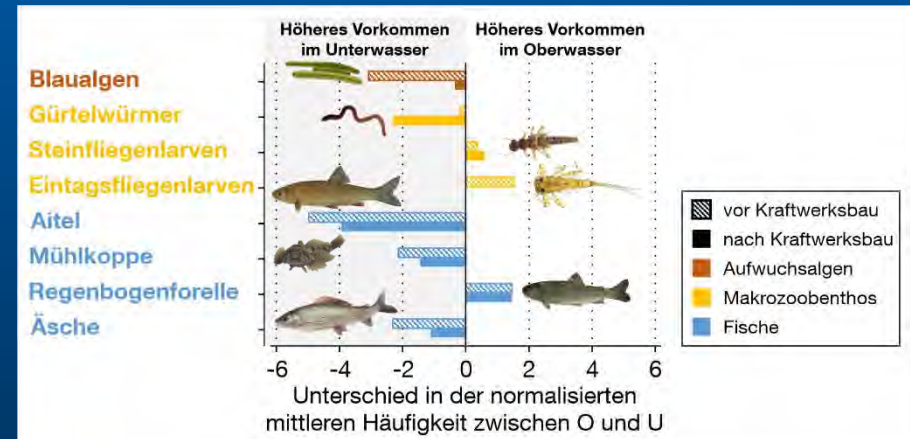 Höheres Vorkommen
im Unterwasser
Höheres Vorkommen
im Oberwasser
Blaualgen
Gürtelwürmer
Steinfliegenlarven
Eintagsfliegenlarven
Aitel
Mühlkoppe
Regenbogenforelle
Äsche
vor Kraftwerksbau
nach Kraftwerksbau
Aufwuchsalgen
Makrozoobenthos
Fische
-6 -4 -2 0 2 4 6
Unterschied in der normalisierten
mittleren Häufigkeit zwischen O und U